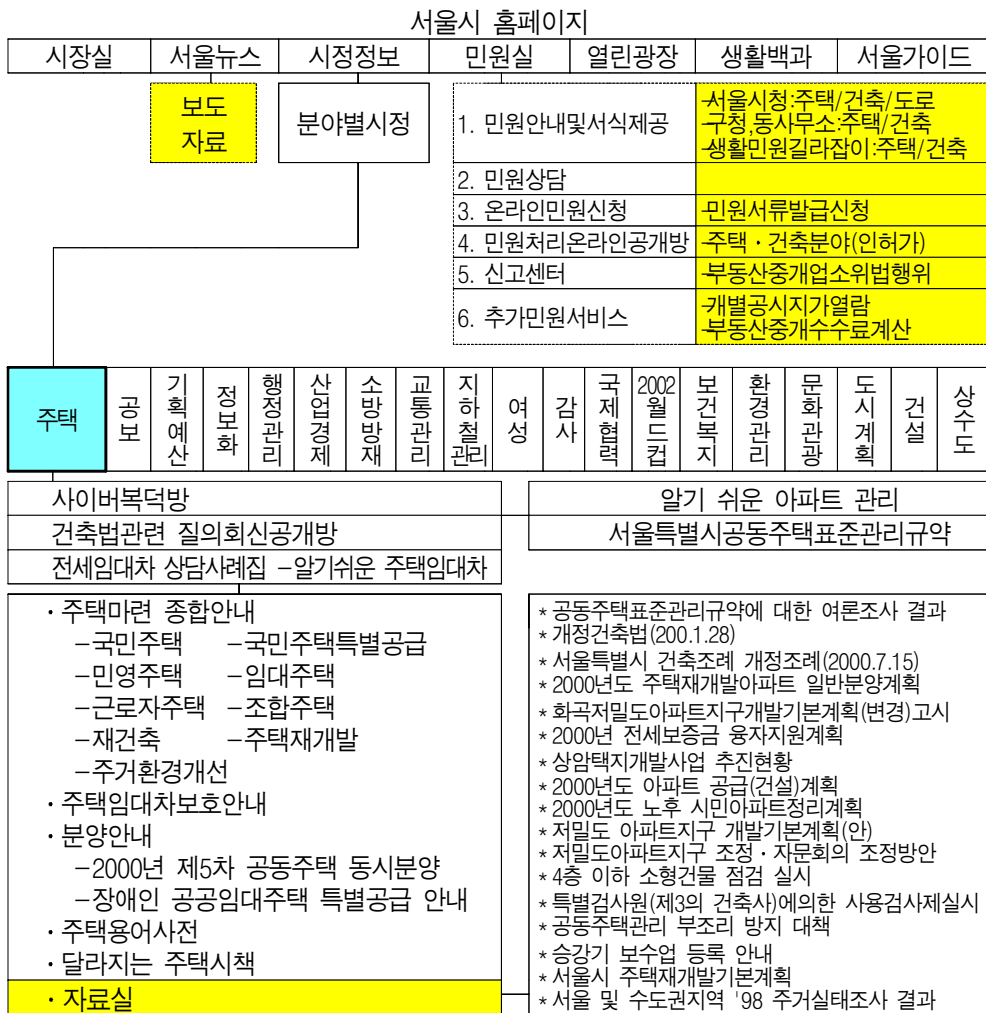 서울시 홈페이지
시장실 서울뉴스 시정정보 민원실 열린광장 생활백과 서울가이드
보도
자료
분야별시정
1. 민원안내및서식제공
-서울시청:주택/건축/도로
-구청,동사무소:주택/건축
-생활민원길라잡이:주택/건축
2. 민원상담
3. 온라인민원신청
-민원서류발급신청
4. 민원처리온라인공개방
-주택·건축분야(인허가)
5. 신고센터
-부동산중개업소위법행위
6. 추가민원서비스
-개별공시지가열람
-부동산중개수수료계산
주택
공보
기획예산
정보화
행정관리
산업경제
소방방재
교통관리
지하철관리
여성
감사
국제협력
2002월드컵
보건복지
환경관리
문화관광
도시계획
건설
상수도
사이버복덕방
건축법관련 질의회신공개방
전세임대차 상담사례집 -알기쉬운 주택임대차
알기 쉬운 아파트 관리
서울특별시공동주택표준관리규약
·주택마련 종합안내
-국민주택 -국민주택특별공급
-민영주택 -임대주택
-근로자주택 -조합주택
-재건축 -주택재개발
-주거환경개선
·주택임대차보호안내
·분양안내
-2000년 제5차 공동주택 동시분양
-장애인 공공임대주택 특별공급 안내
·주택용어사전
·달라지는 주택시책
·자료실
* 공동주택표준관리규약에 대한 여론조사 결과
* 개정건축법(200.1.28)
* 서울특별시 건축조례 개정조례(2000.7.15)
* 2000년도 주택재개발아파트 일반분양계획
* 화곡저밀도아파트지구개발기본계획(변경)고시
* 2000년 전세보증금 융자지원계획
* 상암택지개발사업 추진현황
* 2000년도 아파트 공급(건설)계획
* 2000년도 노후 시민아파트정리계획
* 저밀도 아파트지구 개발기본계획(안)
* 저밀도아파트지구 조정·자문회의 조정방안
* 4층 이하 소형건물 점검 실시
* 특별검사원(제3의 건축사)에의한 사용검사제실시
* 공동주택관리 부조리 방지 대책
* 승강기 보수업 등록 안내
* 서울시 주택재개발기본계획
* 서울 및 수도권지역 '98 주거실태조사 결과